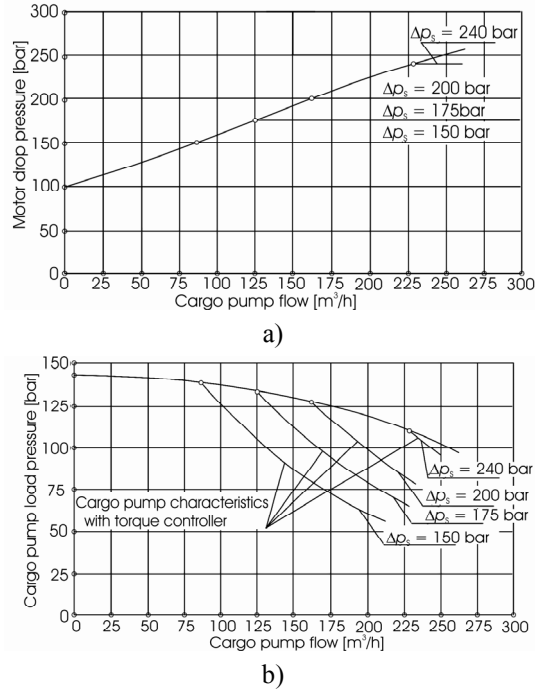 300
250
200
150
100
50
0
Motor drop pressure [bar]
Δpₛ = 240 bar
Δpₛ = 200 bar
Δpₛ = 175bar
Δpₛ = 150 bar
0 25 50 75 100 125 150 175 200 225 250 275 300
Cargo pump flow [m³/h]
a)
150
125
100
75
50
25
0
Cargo pump load pressure [bar]
Δpₛ = 240 bar
Δpₛ = 200 bar
Δpₛ = 175 bar
Δpₛ = 150 bar
Cargo pump characteristics
with torque controller
0 25 50 75 100 125 150 175 200 225 250 275 300
Cargo pump flow [m³/h]
b)